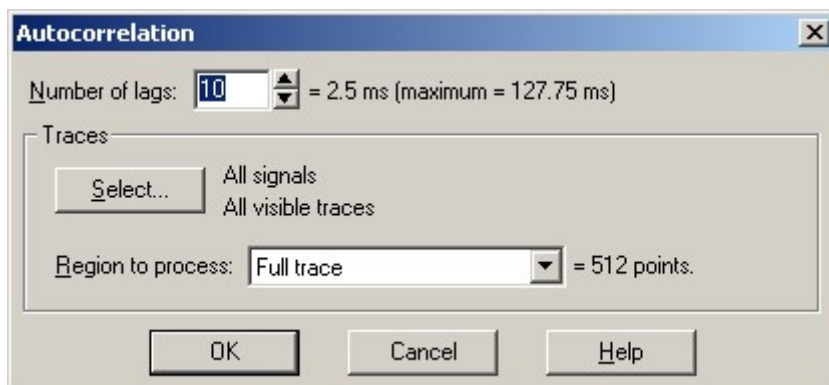 Autocorrelation
Number of lags: 10 = 2.5 ms (maximum = 127.75 ms)
Traces
Select... All signals
All visible traces
Region to process: Full trace = 512 points.
OK Cancel Help